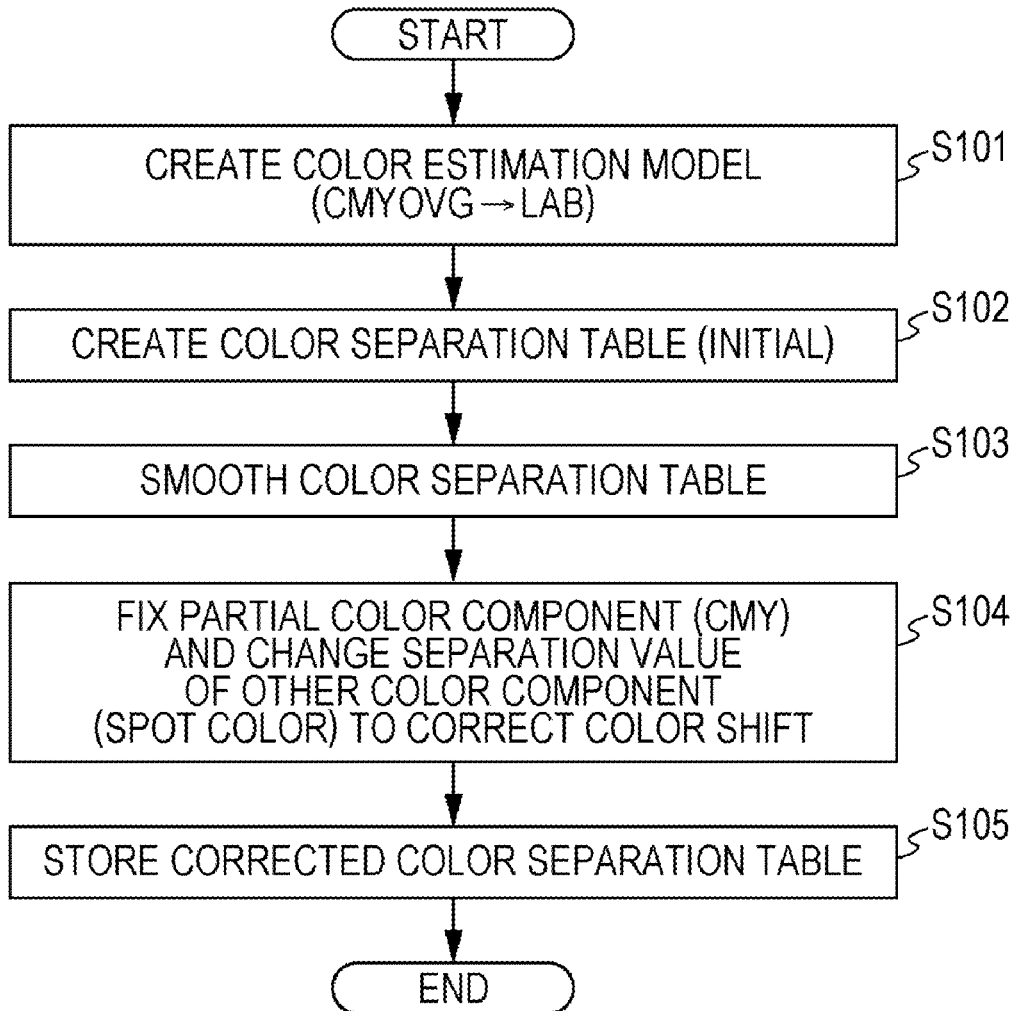 START
CREATE COLOR ESTIMATION MODEL
(CMYOVG→LAB)
S101
CREATE COLOR SEPARATION TABLE (INITIAL)
S102
SMOOTH COLOR SEPARATION TABLE
S103
FIX PARTIAL COLOR COMPONENT (CMY)
AND CHANGE SEPARATION VALUE
OF OTHER COLOR COMPONENT
(SPOT COLOR) TO CORRECT COLOR SHIFT
S104
STORE CORRECTED COLOR SEPARATION TABLE
S105
END